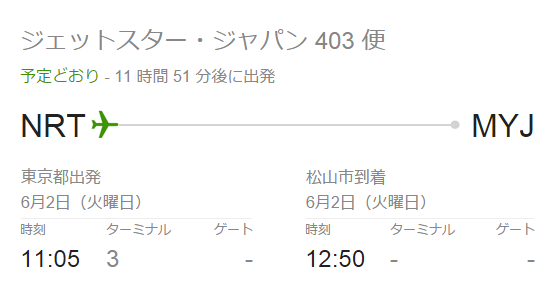 ジェットスター・ジャパン 403 便
予定どおり - 11 時間 51 分後に出発
NRT MYJ
東京都出発 松山市到着
6月2日（火曜日） 6月2日（火曜日）
時刻 ターミナル ゲート 時刻 ターミナル ゲート
11:05 3 - 12:50 - -